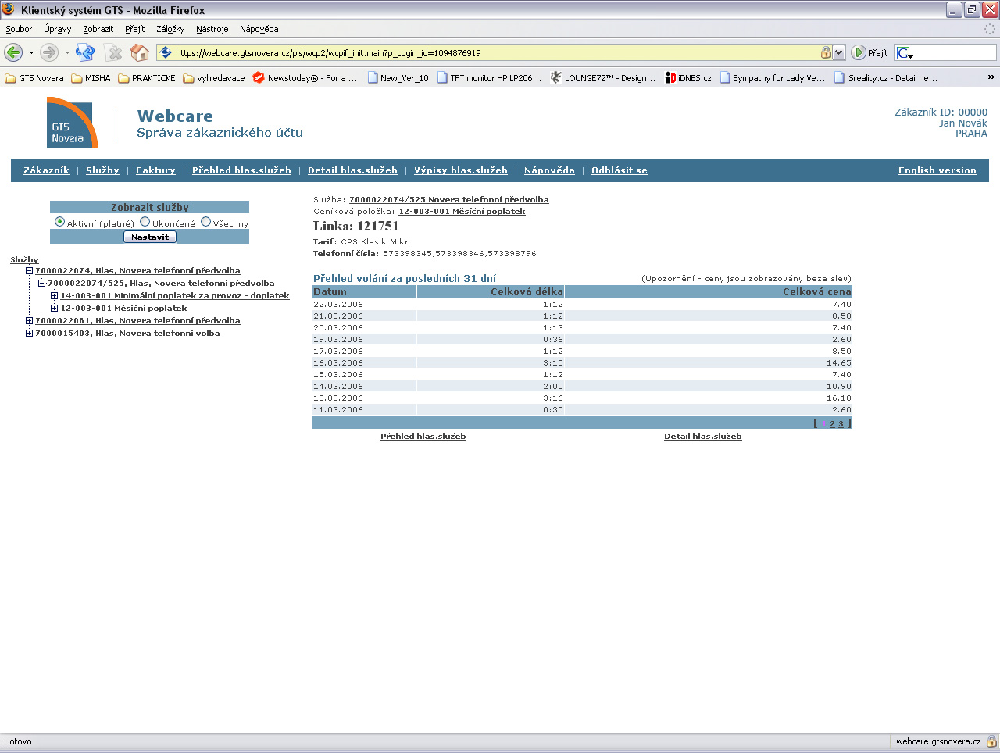 Klientský systém GTS - Mozilla Firefox
Soubor Úpravy Zobrazit Přejít Záložky Nástroje Nápověda
https://webcare.gtsnovera.cz/pls/wcp2/wcpif_init.main?p_Login_id=1094876919 Přejít
GTS Novera MISHA PRAKTICKE vyhledavace Newstoday® - For a ... New_Ver_10 TFT monitor HP LP206... LOUNGE72™ - Design... iDNES.cz Sympathy for Lady Ve... Sreality.cz - Detail ne... »
GTS
Novera
Webcare
Správa zákaznického účtu
Zákazník ID: 00000
Jan Novák
PRAHA
Zákazník | Služby | Faktury | Přehled hlas.služeb | Detail hlas.služeb | Výpisy hlas.služeb | Nápověda | Odhlásit se English version
Zobrazit služby
Aktivní (platné) Ukončené Všechny
Nastavit
Služby
7000022074, Hlas, Novera telefonní předvolba
7000022074/525, Hlas, Novera telefonní předvolba
14-003-001 Minimální poplatek za provoz - doplatek
12-003-001 Měsíční poplatek
7000022061, Hlas, Novera telefonní předvolba
7000015403, Hlas, Novera telefonní volba
Služba: 7000022074/525 Novera telefonní předvolba
Ceníková položka: 12-003-001 Měsíční poplatek
Linka: 121751
Tarif: CPS Klasik Mikro
Telefonní čísla: 573398345,573398346,573398796
Přehled volání za posledních 31 dní (Upozornění - ceny jsou zobrazovány beze slev)
Datum Celková délka Celková cena
22.03.2006 1:12 7.40
21.03.2006 1:12 8.50
20.03.2006 1:13 7.40
19.03.2006 0:36 2.60
17.03.2006 1:12 8.50
16.03.2006 3:10 14.65
15.03.2006 1:12 7.40
14.03.2006 2:00 10.90
13.03.2006 3:16 16.10
11.03.2006 0:35 2.60
[ 1 2 3 ]
Přehled hlas.služeb Detail hlas.služeb
Hotovo webcare.gtsnovera.cz